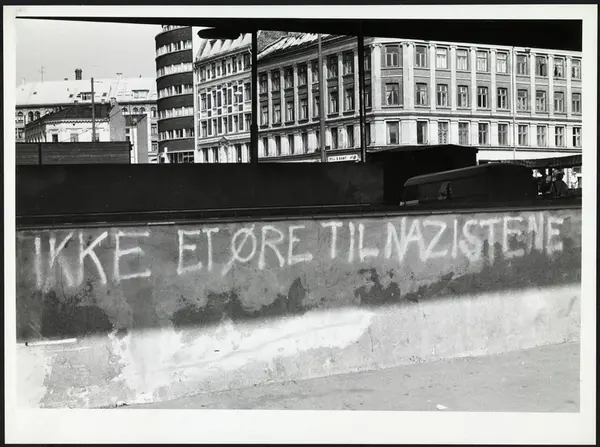 IKKE ET ØRE TIL NAZISTENE